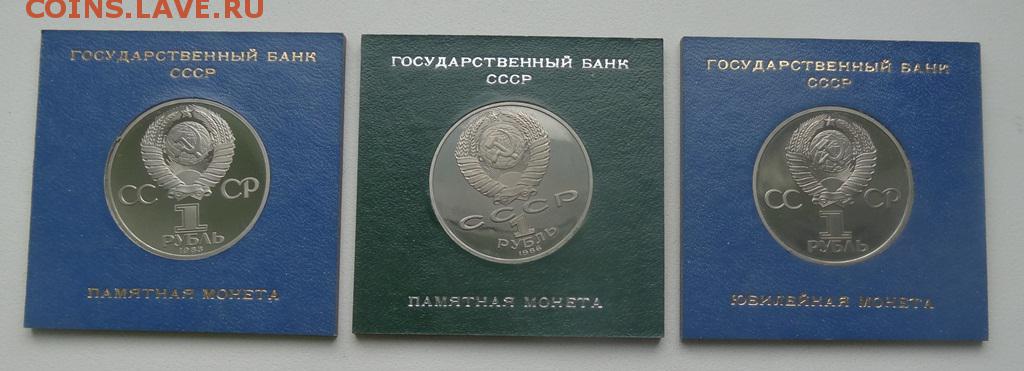 COINS.LAVE.RU
ГОСУДАРСТВЕННЫЙ БАНК
СССР
СС СР
1
РУБЛЬ
ПАМЯТНАЯ МОНЕТА
ГОСУДАРСТВЕННЫЙ БАНК
СССР
СССР
1
РУБЛЬ
1986
ПАМЯТНАЯ МОНЕТА
ГОСУДАРСТВЕННЫЙ БАНК
СССР
СС СР
1
РУБЛЬ
ЮБИЛЕЙНАЯ МОНЕТА